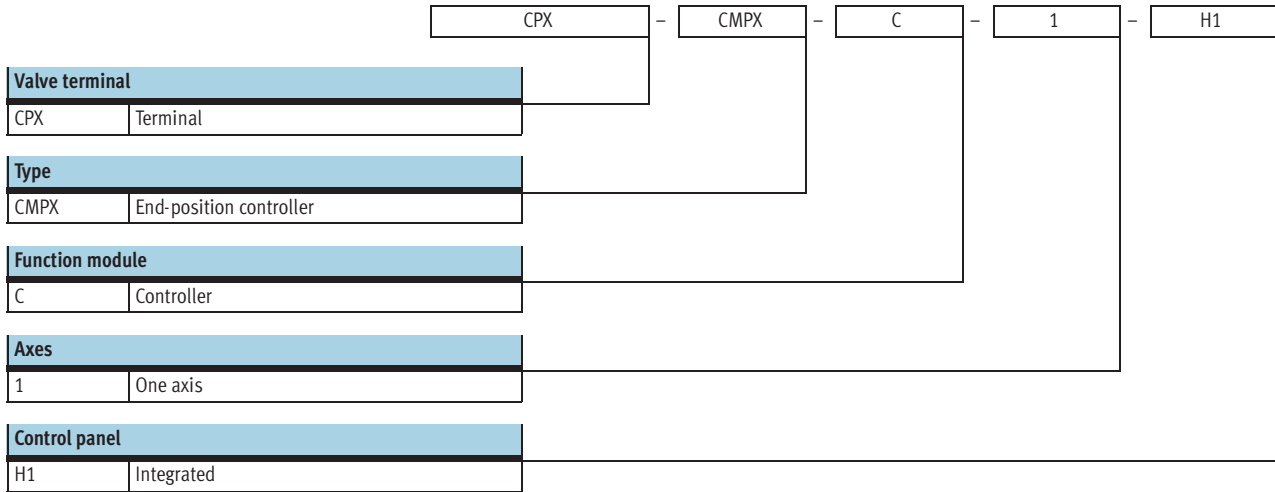 CPX – CMPX – C – 1 – H1
Valve terminal
CPX Terminal
Type
CMPX End-position controller
Function module
C Controller
Axes
1 One axis
Control panel
H1 Integrated